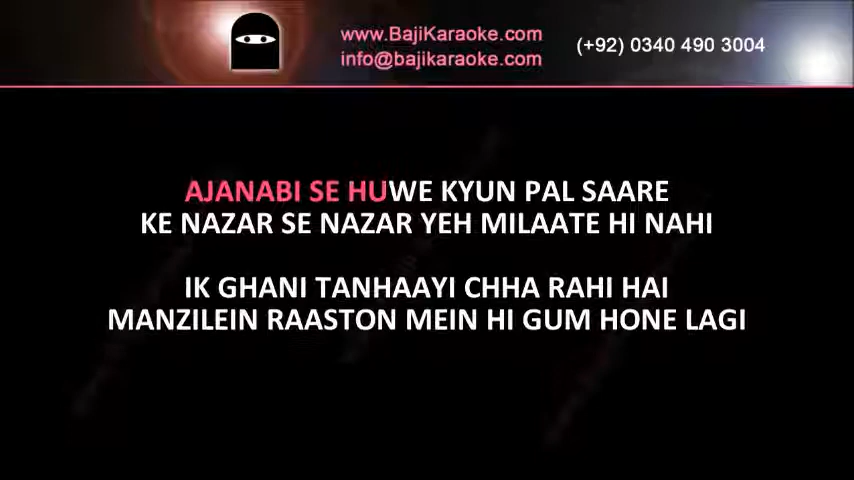 www.BajiKaraoke.com
info@bajikaraoke.com
(+92) 0340 490 3004
AJANABI SE HUWE KYUN PAL SAARE
KE NAZAR SE NAZAR YEH MILAATE HI NAHI
IK GHANI TANHAAYI CHHA RAHI HAI
MANZILEIN RAASTON MEIN HI GUM HONE LAGI